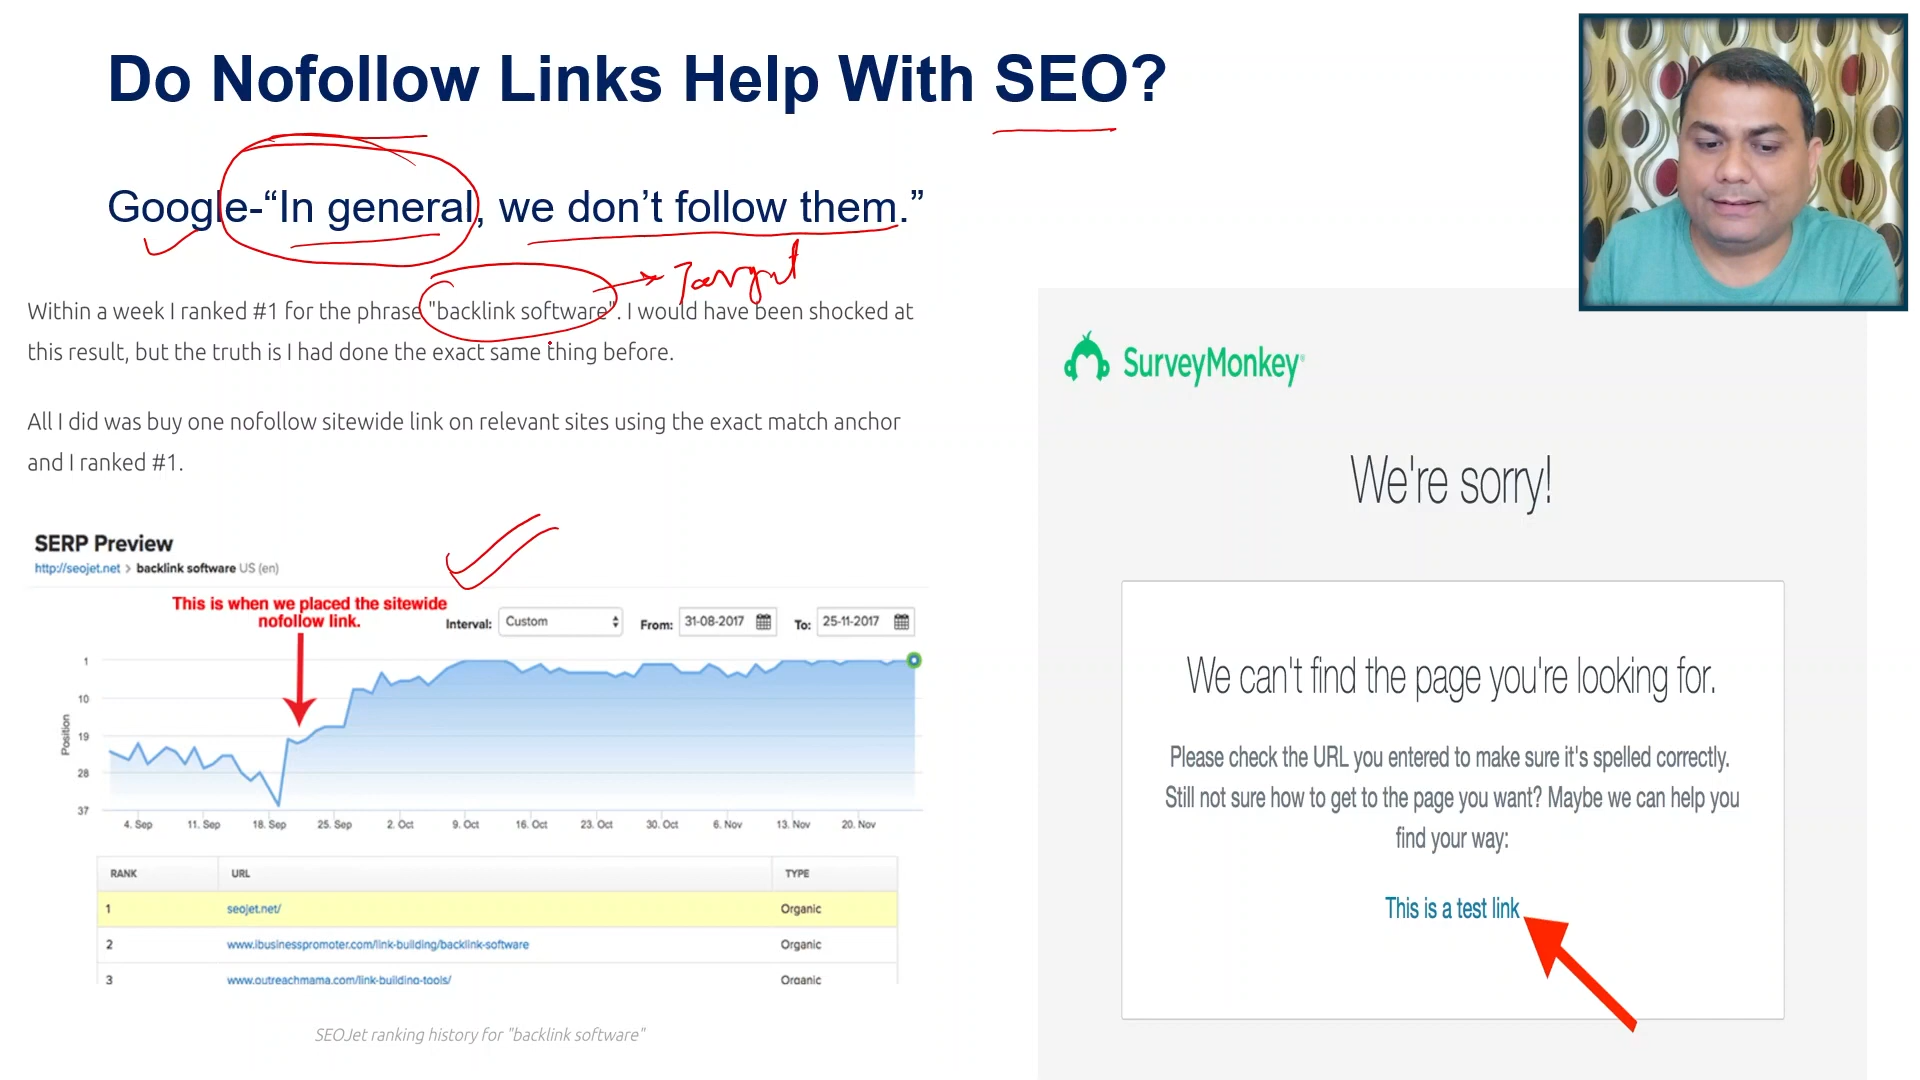 Do Nofollow Links Help With SEO?
Google-“In general, we don’t follow them.”
Target
Within a week I ranked #1 for the phrase "backlink software". I would have been shocked at
this result, but the truth is I had done the exact same thing before.
All I did was buy one nofollow sitewide link on relevant sites using the exact match anchor
and I ranked #1.
SERP Preview
http://seojet.net > backlink software US (en)
This is when we placed the sitewide
nofollow link.
Interval: Custom From: 31-08-2017 To: 25-11-2017
Position
1
10
19
28
37
4. Sep 11. Sep 18. Sep 25. Sep 2. Oct 9. Oct 16. Oct 23. Oct 30. Oct 6. Nov 13. Nov 20. Nov
RANK URL TYPE
1 seojet.net/ Organic
2 www.ibusinesspromoter.com/link-building/backlink-software Organic
3 www.outreachmama.com/link-building-tools/ Organic
SEOJet ranking history for "backlink software"
SurveyMonkey®
We're sorry!
We can't find the page you're looking for.
Please check the URL you entered to make sure it's spelled correctly.
Still not sure how to get to the page you want? Maybe we can help you
find your way:
This is a test link